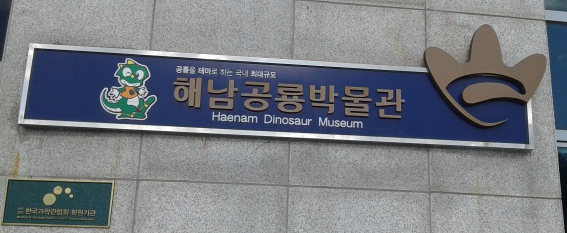 공룡을 테마로 하는 국내 최대규모
해남공룡박물관
Haenam Dinosaur Museum
한국과학관협회 회원기관